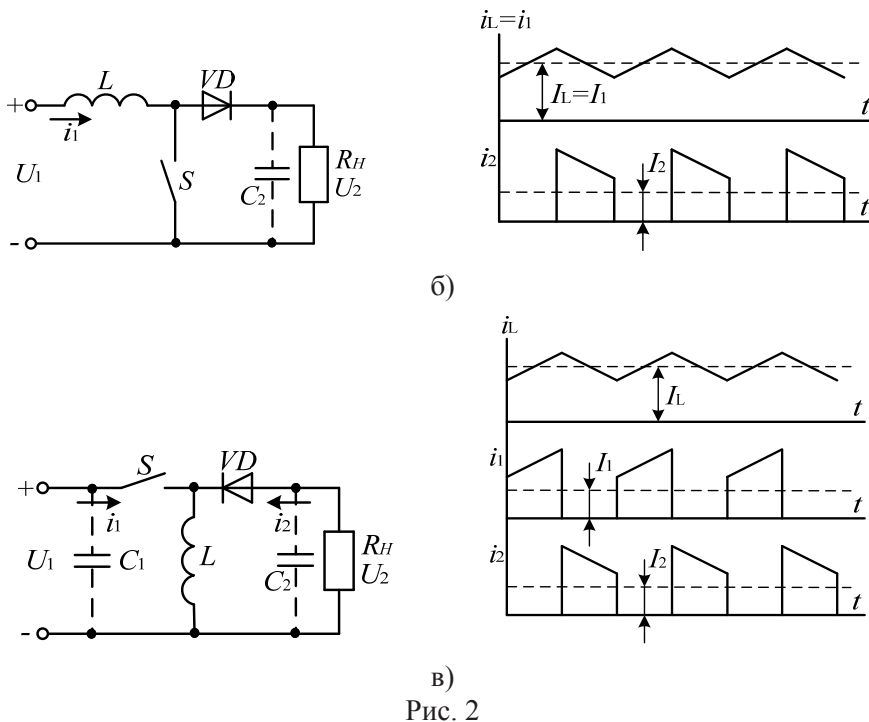 L
VD
+
i1
U1
S
C2
RH
U2
-
iL=i1
IL=I1
t
i2
I2
t
б)
S
VD
+
i1
i2
U1
C1
L
C2
RH
U2
-
iL
IL
t
i1
I1
t
i2
I2
t
в)
Рис. 2